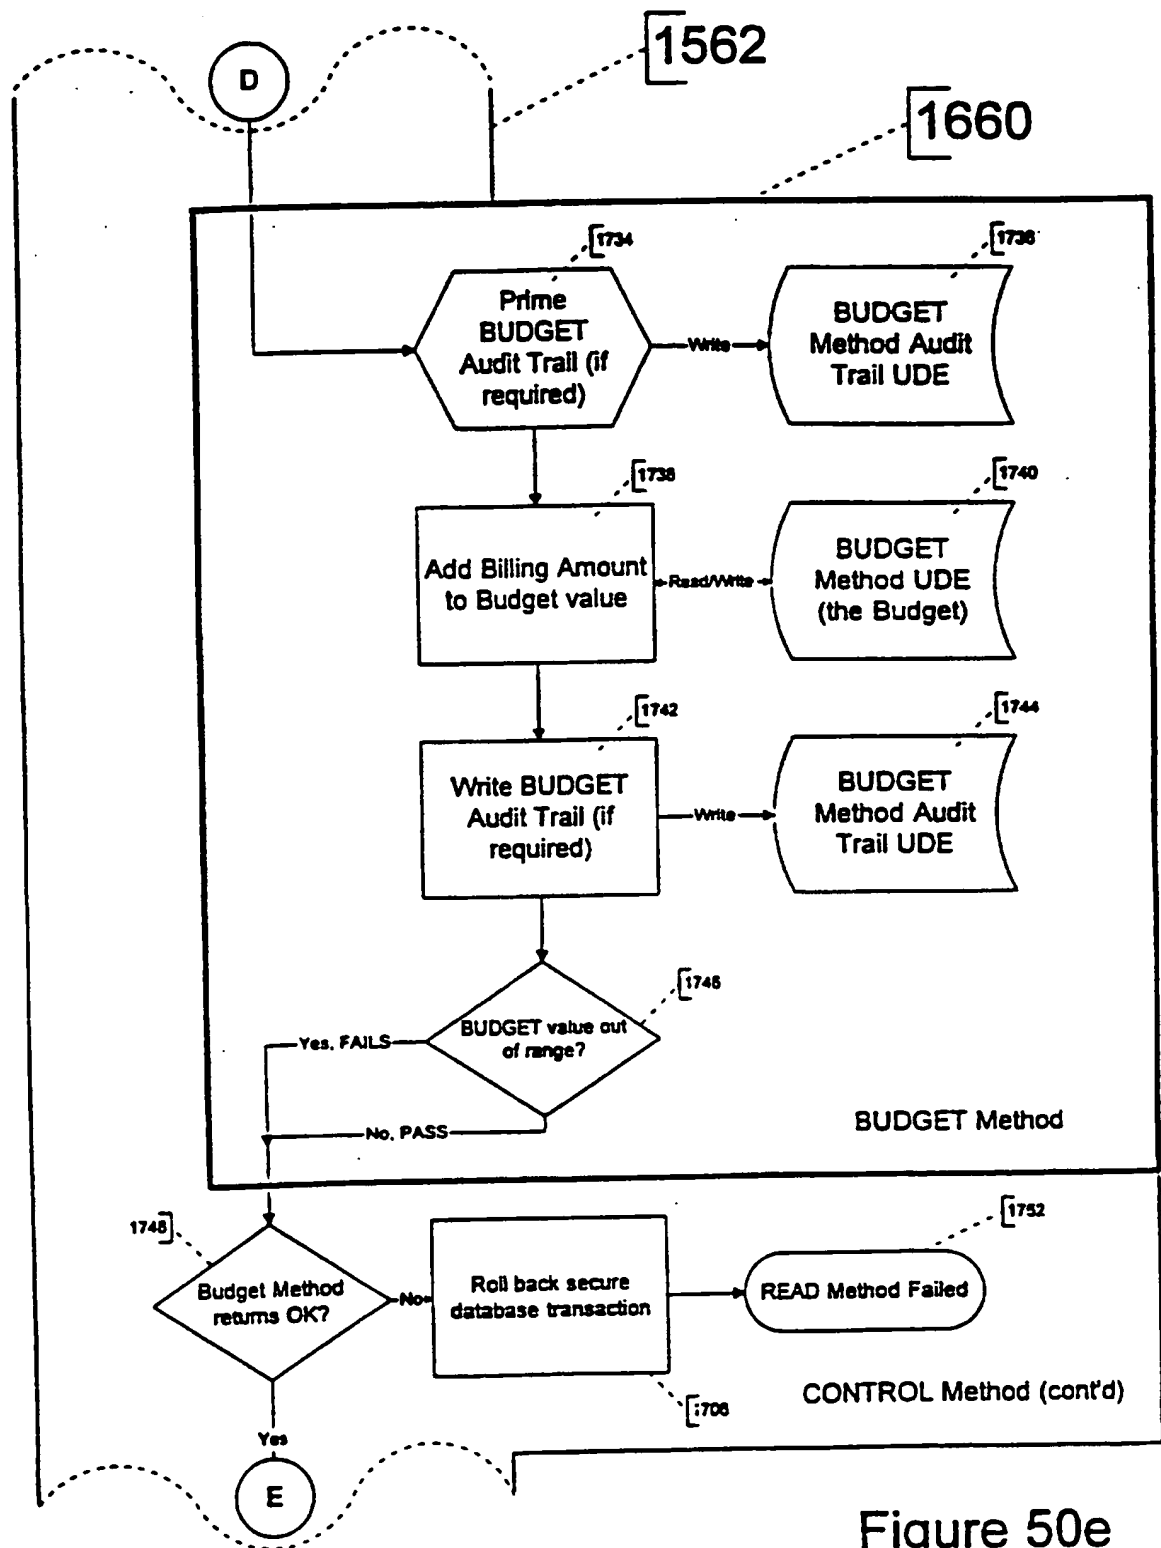 D
1562
1660
1734
Prime
BUDGET
Audit Trail (if
required)
Write
1736
BUDGET
Method Audit
Trail UDE
1738
Add Billing Amount
to Budget value
Read/Write
1740
BUDGET
Method UDE
(the Budget)
1742
Write BUDGET
Audit Trail (if
required)
Write
1744
BUDGET
Method Audit
Trail UDE
1746
BUDGET value out
of range?
Yes, FAILS
No, PASS
BUDGET Method
1748
Budget Method
returns OK?
No
Roll back secure
database transaction
1752
READ Method Failed
CONTROL Method (cont'd)
Yes
E
Figure 50e